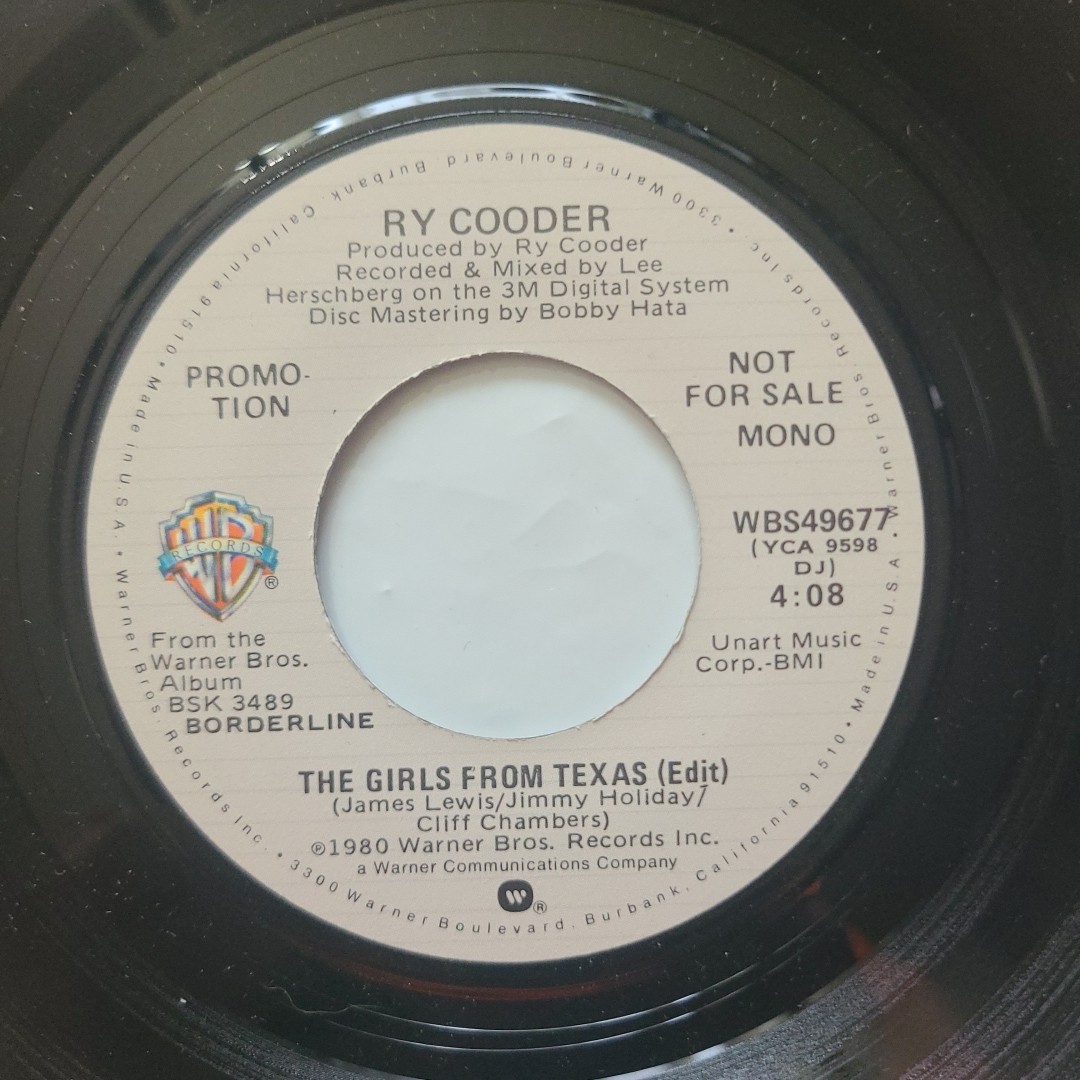 RY COODER
Produced by Ry Cooder
Recorded & Mixed by Lee
Herschberg on the 3M Digital System
Disc Mastering by Bobby Hata
PROMO-
TION
NOT
FOR SALE
MONO
WBS49677
(YCA 9598
DJ)
4:08
Unart Music
Corp.-BMI
WB
RECORDS
®
From the
Warner Bros.
Album
BSK 3489
BORDERLINE
THE GIRLS FROM TEXAS (Edit)
(James Lewis/Jimmy Holiday/
Cliff Chambers)
℗1980 Warner Bros. Records Inc.
a Warner Communications Company
W®
Warner Bros. Records Inc. • 3300 Warner Boulevard, Burbank, California 91510 • Made in U.S.A. • Warner Bros. Records Inc. • 3300 Warner Boulevard, Burbank, California 91510 • Made in U.S.A. •